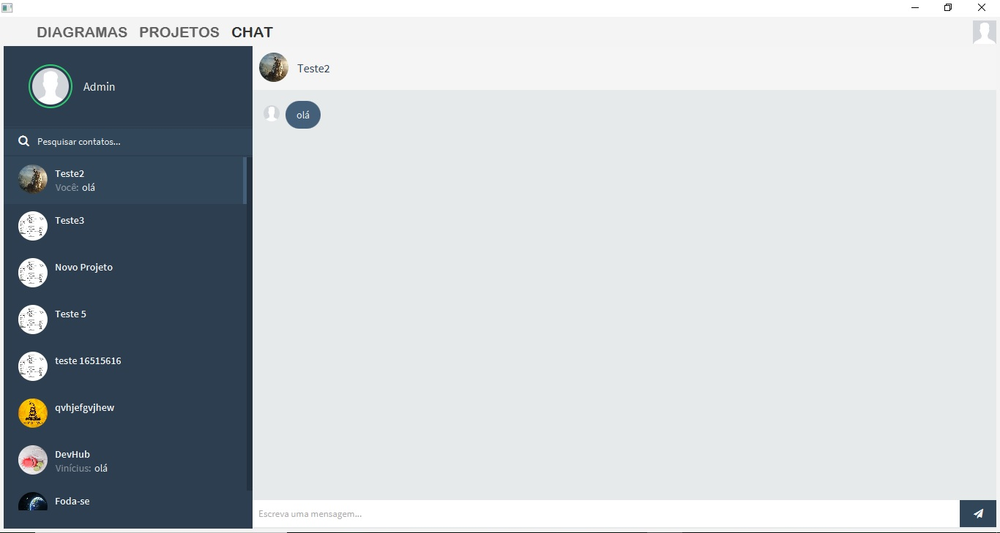 DIAGRAMAS PROJETOS CHAT
Admin
Pesquisar contatos...
Teste2
Você: olá
Teste3
Novo Projeto
Teste 5
teste 16515616
qvhjefgvjhew
DevHub
Vinícius: olá
Foda-se
Teste2
olá
Escreva uma mensagem...